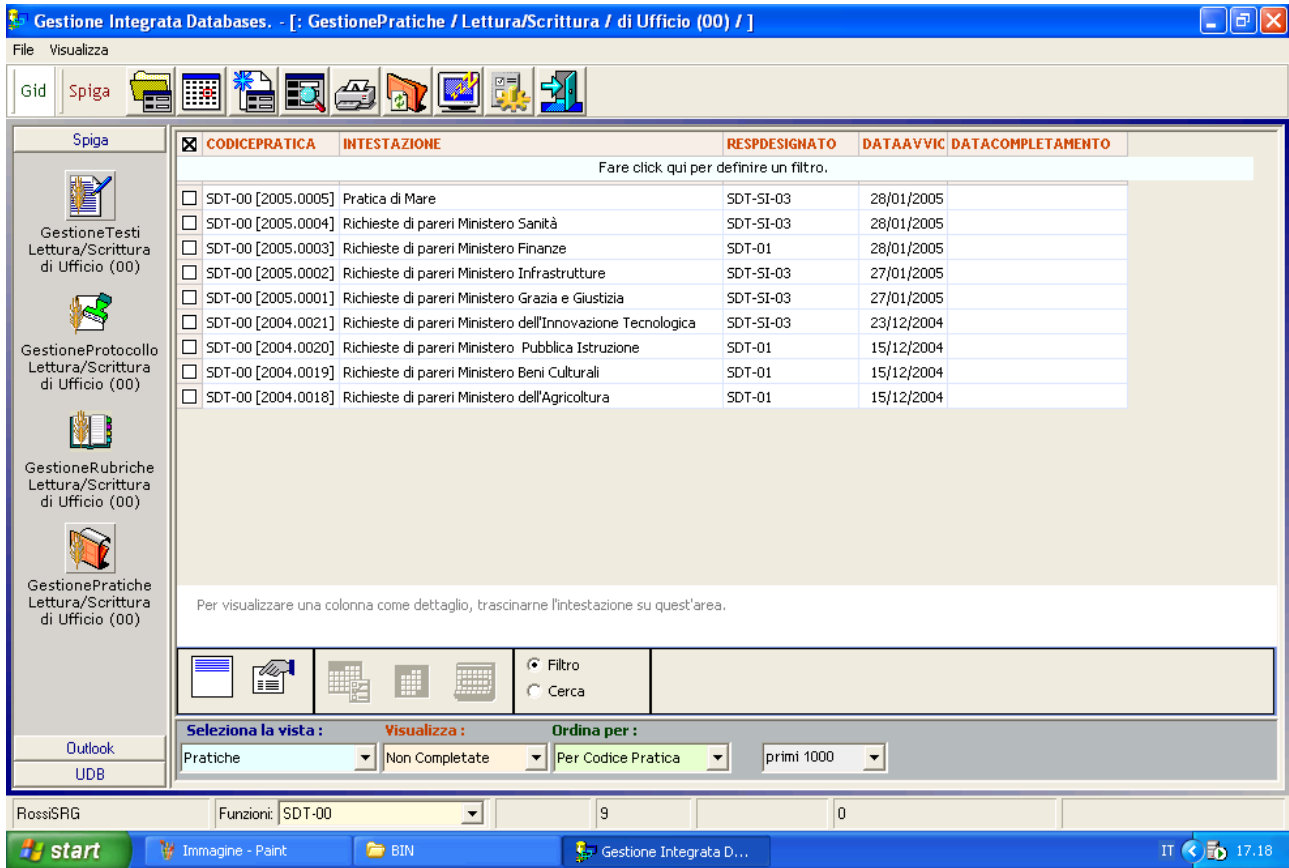 Gestione Integrata Databases. - [: GestionePratiche / Lettura/Scrittura / di Ufficio (00) / ]
File Visualizza
Gid Spiga
Spiga
GestioneTesti
Lettura/Scrittura
di Ufficio (00)
GestioneProtocollo
Lettura/Scrittura
di Ufficio (00)
GestioneRubriche
Lettura/Scrittura
di Ufficio (00)
GestionePratiche
Lettura/Scrittura
di Ufficio (00)
Outlook
UDB
CODICEPRATICA INTESTAZIONE RESPDESIGNATO DATAAVVIC DATACOMPLETAMENTO
Fare click qui per definire un filtro.
SDT-00 [2005.0005] Pratica di Mare SDT-SI-03 28/01/2005
SDT-00 [2005.0004] Richieste di pareri Ministero Sanità SDT-SI-03 28/01/2005
SDT-00 [2005.0003] Richieste di pareri Ministero Finanze SDT-01 28/01/2005
SDT-00 [2005.0002] Richieste di pareri Ministero Infrastrutture SDT-SI-03 27/01/2005
SDT-00 [2005.0001] Richieste di pareri Ministero Grazia e Giustizia SDT-SI-03 27/01/2005
SDT-00 [2004.0021] Richieste di pareri Ministero dell'Innovazione Tecnologica SDT-SI-03 23/12/2004
SDT-00 [2004.0020] Richieste di pareri Ministero Pubblica Istruzione SDT-01 15/12/2004
SDT-00 [2004.0019] Richieste di pareri Ministero Beni Culturali SDT-01 15/12/2004
SDT-00 [2004.0018] Richieste di pareri Ministero dell'Agricoltura SDT-01 15/12/2004
Per visualizzare una colonna come dettaglio, trascinarne l'intestazione su quest'area.
Filtro
Cerca
Seleziona la vista : Visualizza : Ordina per :
Pratiche Non Completate Per Codice Pratica primi 1000
RossiSRG Funzioni: SDT-00 9 0
start Immagine - Paint BIN Gestione Integrata D... IT 17.18